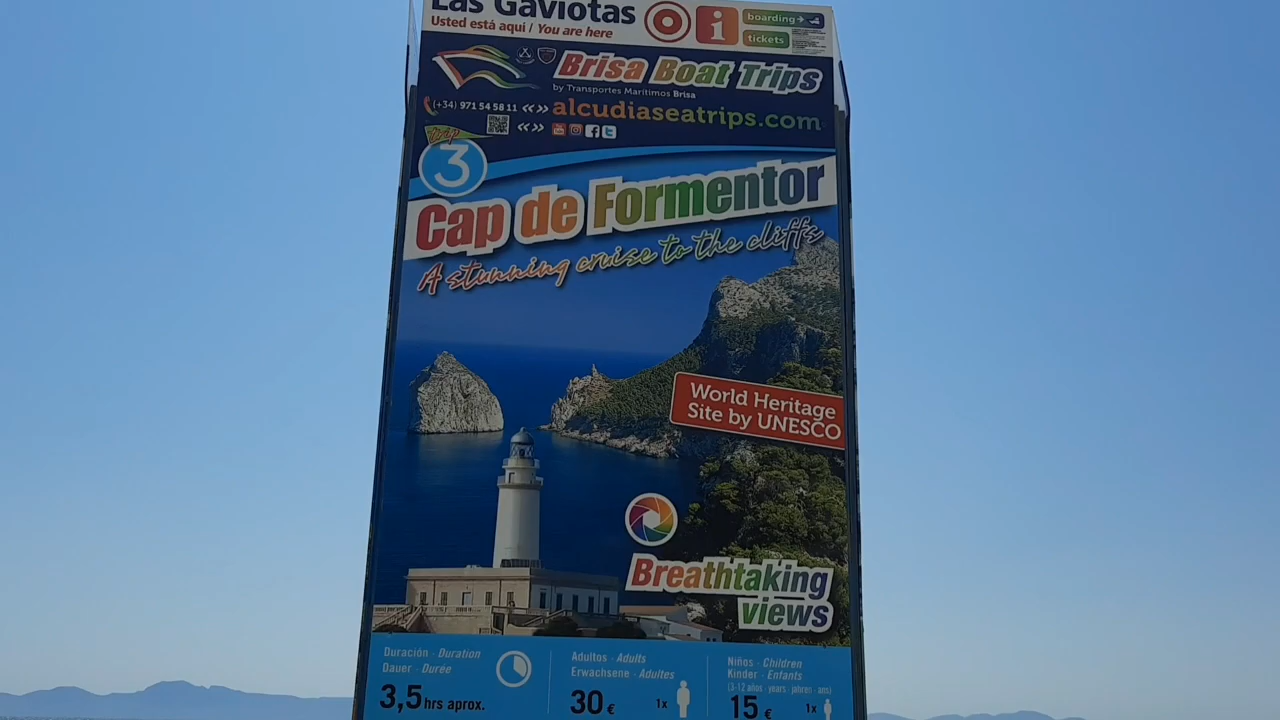 Las Gaviotas
Usted está aqui / You are here
boarding
tickets
Brisa Boat Trips
by Transportes Marítimos Brisa
(+34) 971 54 58 11 «» alcudiaseatrips.com
«»
trip
3
Cap de Formentor
A stunning cruise to the cliffs
World Heritage
Site by UNESCO
Breathtaking
views
Duración - Duration
Dauer - Durée
3,5 hrs aprox.
Adultos - Adults
Erwachsene - Adultes
30 € 1x
Niños - Children
Kinder - Enfants
(3-12 años - years - jahren - ans)
15 € 1x